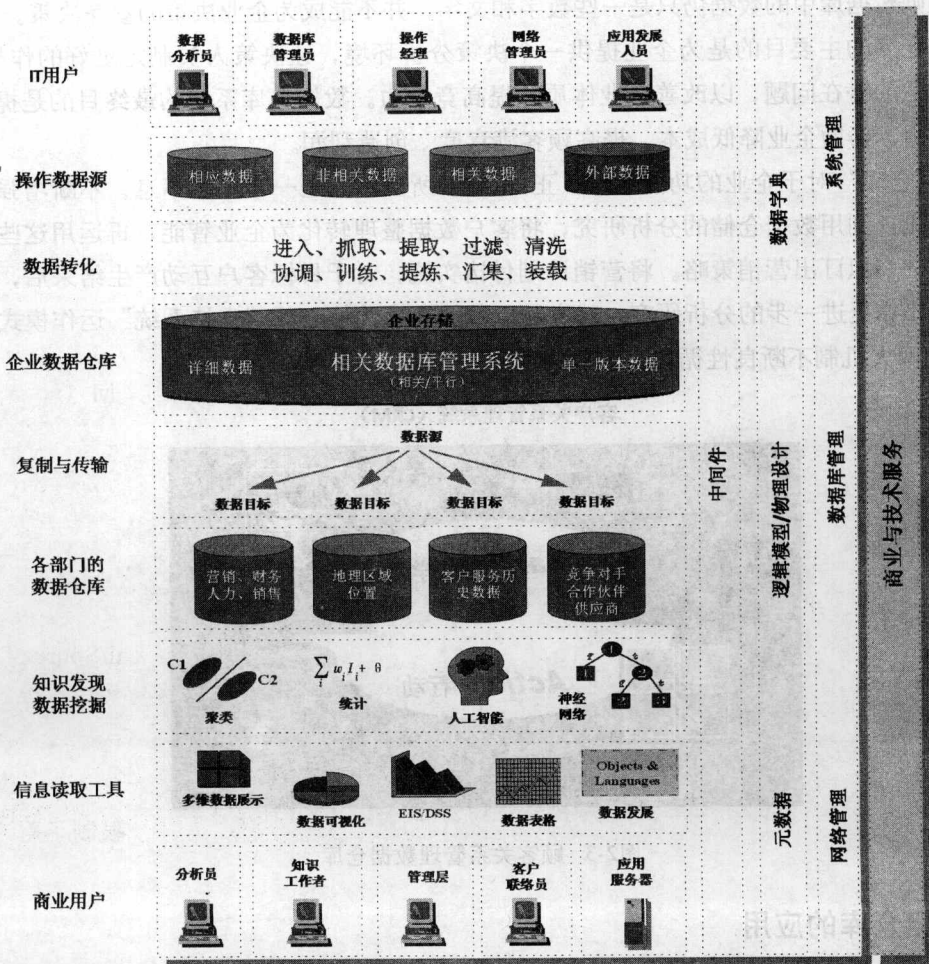 数据
分析员
数据库
管理员
操作
经理
网络
管理员
应用发展
人员
IT用户
操作数据源
相应数据
非相关数据
相关数据
外部数据
数据转化
进入、抓取、提取、过滤、清洗
协调、训练、提炼、汇集、装载
企业数据仓库
企业存储
详细数据
相关数据库管理系统
(相关/平行)
单一版本数据
复制与传输
数据源
数据目标
数据目标
数据目标
数据目标
各部门的
数据仓库
营销、财务
人力、销售
地理区域
位置
客户服务历
史数据
竞争对手
合作伙伴
供应商
知识发现
数据挖掘
C1
C2
聚类
∑ wᵢIᵢ + θ
i
统计
人工智能
神经
网络
信息读取工具
多维数据展示
数据可视化
EIS/DSS
数据表格
Objects &
Languages
数据发展
商业用户
分析员
知识
工作者
管理层
客户
联络员
应用
服务器
中间件
数据字典
逻辑模型/物理设计
元数据
系统管理
数据库管理
网络管理
商业与技术服务
库的应用